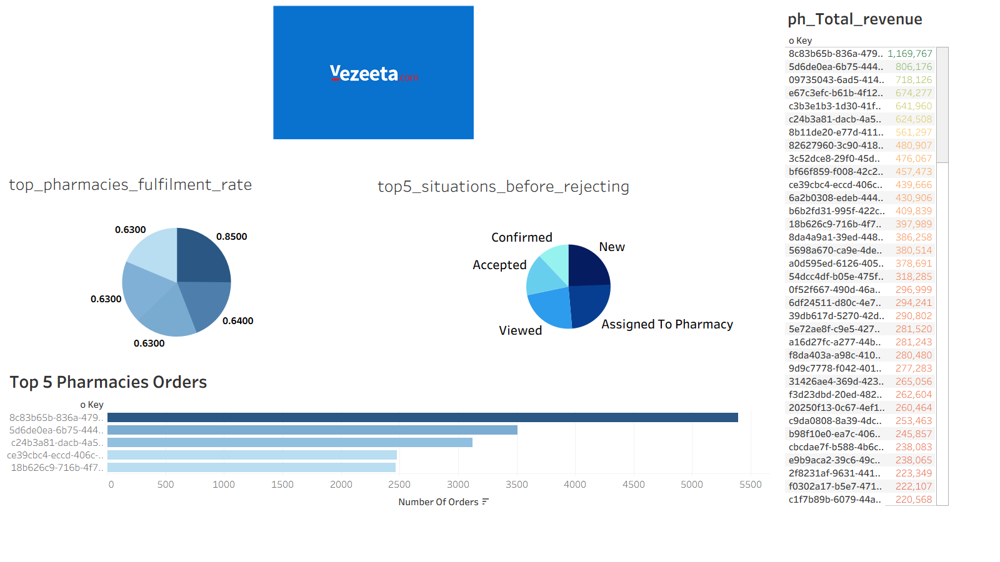 Vezeeta.com
top_pharmacies_fulfilment_rate
0.6300
0.8500
0.6300
0.6400
0.6300
top5_situations_before_rejecting
Confirmed
New
Accepted
Viewed
Assigned To Pharmacy
Top 5 Pharmacies Orders
o Key
8c83b65b-836a-479..
5d6de0ea-6b75-444..
c24b3a81-dacb-4a5..
ce39cbc4-eccd-406c-..
18b626c9-716b-4f7..
0 500 1000 1500 2000 2500 3000 3500 4000 4500 5000 5500
Number Of Orders
ph_Total_revenue
o Key
8c83b65b-836a-479.. 1,169,767
5d6de0ea-6b75-444.. 806,176
09735043-6ad5-414.. 718,126
e67c3efc-b61b-4f12.. 674,277
c3b3e1b3-1d30-41f.. 641,960
c24b3a81-dacb-4a5.. 624,508
8b11de20-e77d-411.. 561,297
82627960-3c90-418.. 480,907
3c52dce8-29f0-45d.. 476,067
bf66f859-f008-42c2.. 457,473
ce39cbc4-eccd-406c.. 439,666
6a2b0308-edeb-444.. 430,906
b6b2fd31-995f-422c.. 409,839
18b626c9-716b-4f7.. 397,989
8da4a9a1-39ed-448.. 386,258
5698a670-ca9e-4de.. 380,514
a0d595ed-6126-405.. 378,691
54dcc4df-b05e-475f.. 318,285
0f52f667-490d-46a.. 296,999
6df24511-d80c-4e7.. 294,241
39db617d-5270-42d.. 290,802
5e72ae8f-c9e5-427.. 281,520
a16d27fc-a277-44b.. 281,243
f8da403a-a98c-410.. 280,480
9d9c7778-f042-401.. 277,283
31426ae4-369d-423.. 265,056
f3d23dbd-20ed-482.. 262,604
20250f13-0c67-4ef1.. 260,464
c9da0808-8a39-4dc.. 253,463
b98f10e0-ea7c-406.. 245,857
cbcdae7f-b588-4b6c.. 238,083
e9b9aca2-39c6-49c.. 238,065
2f8231af-9631-441.. 223,349
f0302a17-b5e7-471.. 222,107
c1f7b89b-6079-44a.. 220,568